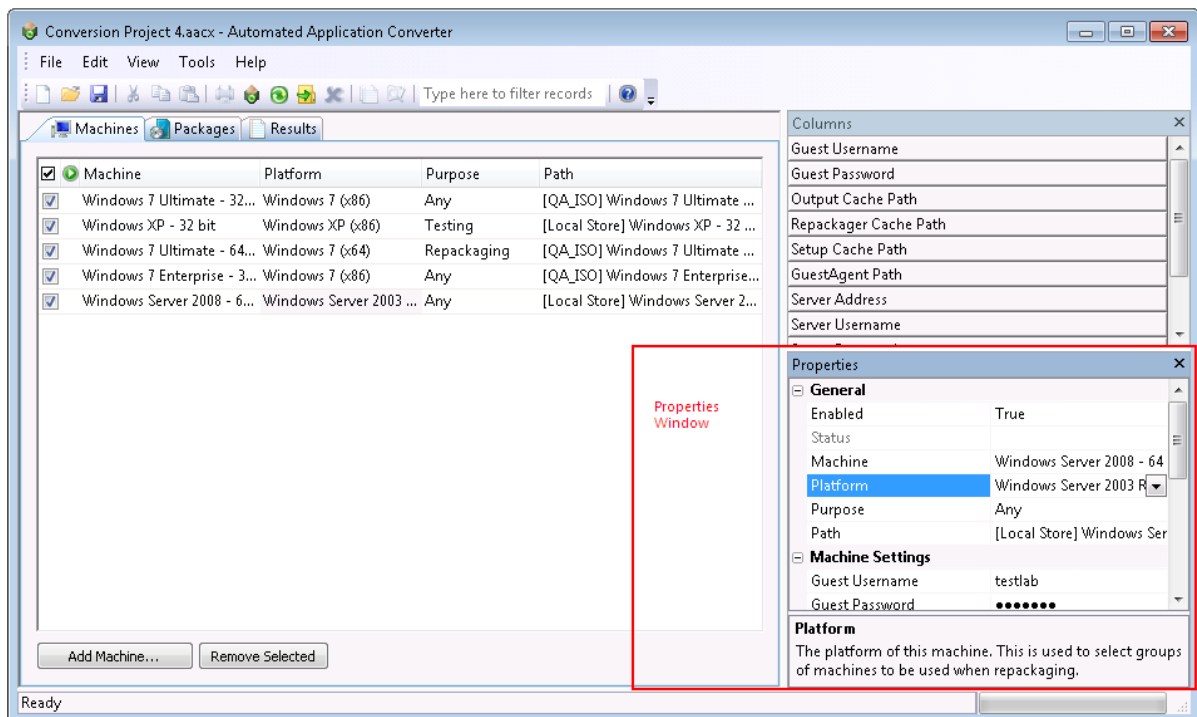 Conversion Project 4.aacx - Automated Application Converter
File Edit View Tools Help
Type here to filter records
Machines Packages Results
Machine Platform Purpose Path
Windows 7 Ultimate - 32... Windows 7 (x86) Any [QA_ISO] Windows 7 Ultimate ...
Windows XP - 32 bit Windows XP (x86) Testing [Local Store] Windows XP - 32 ...
Windows 7 Ultimate - 64... Windows 7 (x64) Repackaging [QA_ISO] Windows 7 Ultimate ...
Windows 7 Enterprise - 3... Windows 7 (x86) Any [QA_ISO] Windows 7 Enterprise...
Windows Server 2008 - 6... Windows Server 2003 ... Any [Local Store] Windows Server 2...
Add Machine... Remove Selected
Columns
Guest Username
Guest Password
Output Cache Path
Repackager Cache Path
Setup Cache Path
GuestAgent Path
Server Address
Server Username
Properties
Window
Properties
General
Enabled True
Status
Machine Windows Server 2008 - 64
Platform Windows Server 2003 R
Purpose Any
Path [Local Store] Windows Ser
Machine Settings
Guest Username testlab
Guest Password ●●●●●●●
Platform
The platform of this machine. This is used to select groups
of machines to be used when repackaging.
Ready